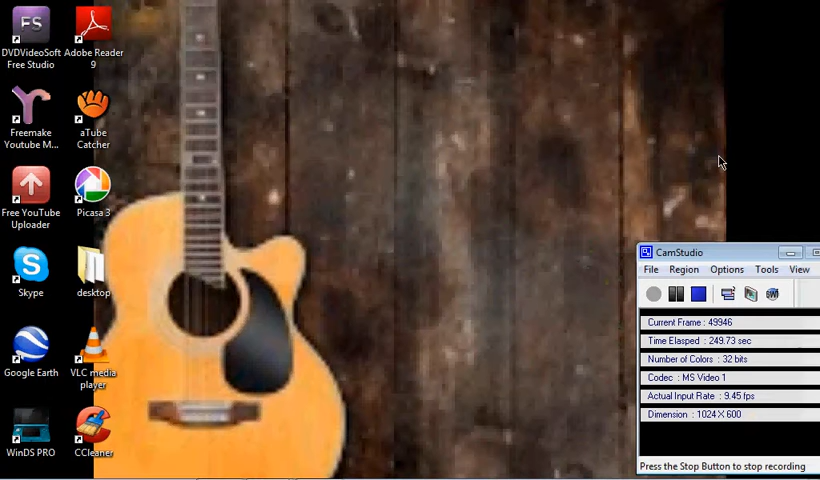 FS
DVDVideoSoft
Free Studio
Adobe Reader
9
Freemake
Youtube M...
aTube
Catcher
Free YouTube
Uploader
Picasa 3
Skype
desktop
Google Earth
VLC media
player
WinDS PRO
CCleaner
CamStudio
File Region Options Tools View
Current Frame : 49946
Time Elasped : 249.73 sec
Number of Colors : 32 bits
Codec : MS Video 1
Actual Input Rate : 9.45 fps
Dimension : 1024 X 600
Press the Stop Button to stop recording